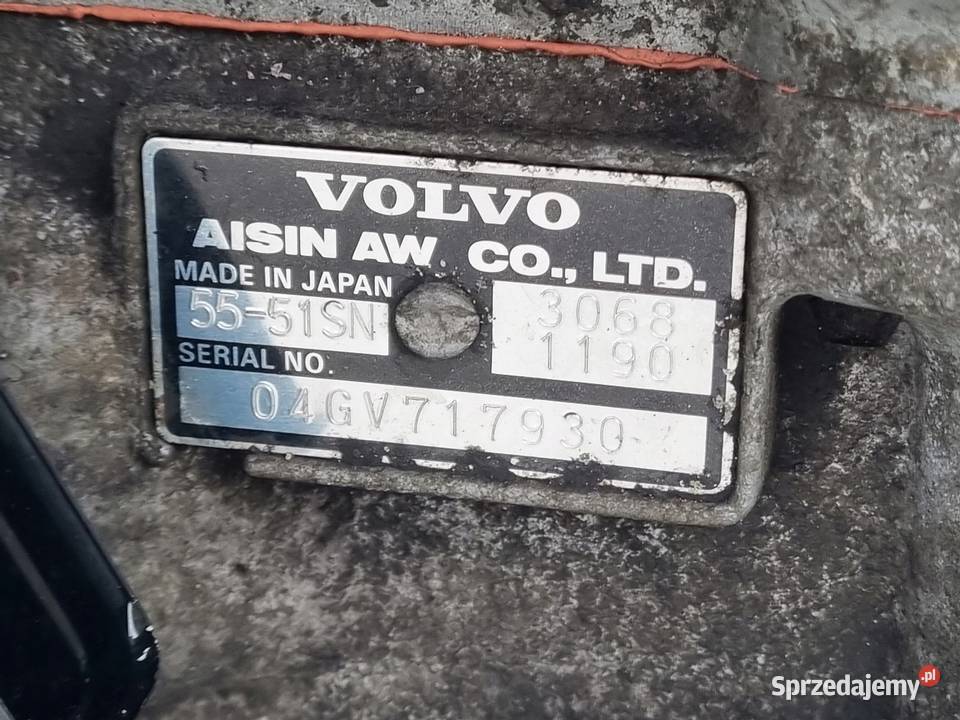 VOLVO
AISIN AW CO., LTD.
MADE IN JAPAN
55-51SN
3068
1190
SERIAL NO.
04GV717930
Sprzedajemy.pl